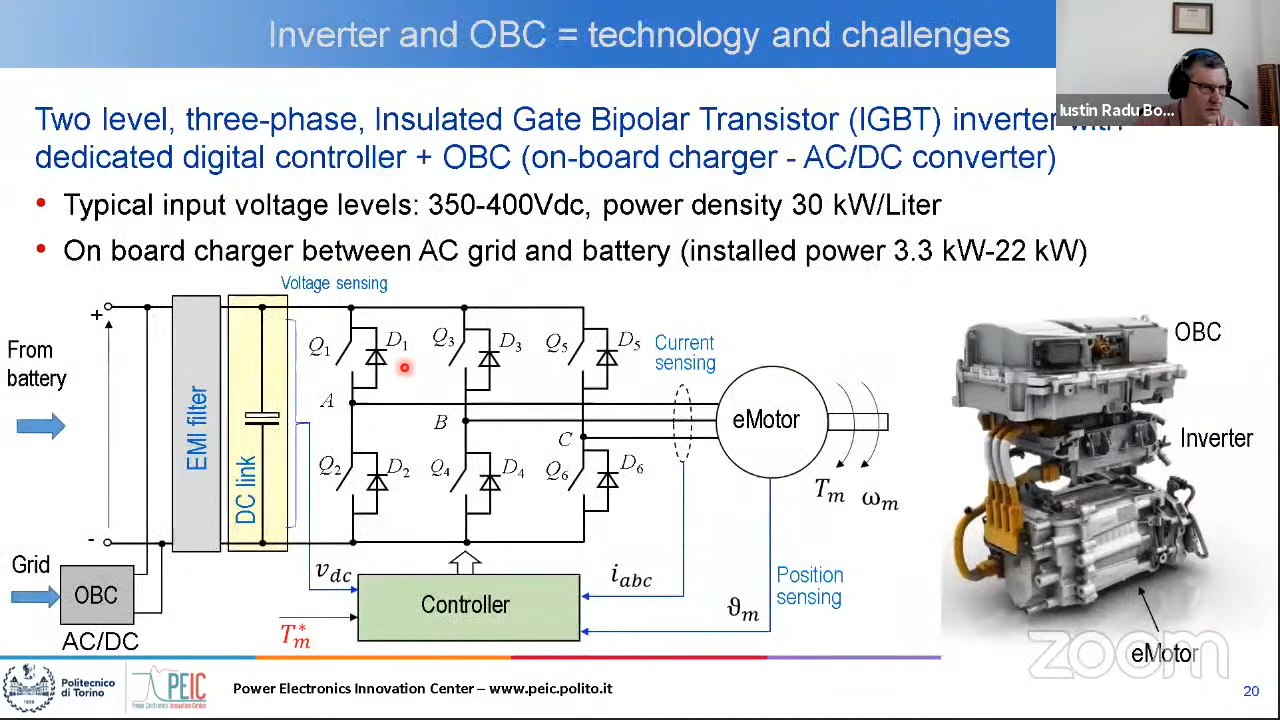 Inverter and OBC = technology and challenges
Iustin Radu Bo...
Two level, three-phase, Insulated Gate Bipolar Transistor (IGBT) inverter with
dedicated digital controller + OBC (on-board charger - AC/DC converter)
• Typical input voltage levels: 350-400Vdc, power density 30 kW/Liter
• On board charger between AC grid and battery (installed power 3.3 kW-22 kW)
Voltage sensing
+
From
battery
-
Grid
OBC
AC/DC
EMI filter
DC link
Q1
D1
Q3
D3
Q5
D5
A
B
C
Q2
D2
Q4
D4
Q6
D6
Current
sensing
eMotor
Tm
ωm
vdc
iabc
ϑm
Position
sensing
Controller
T*m
OBC
Inverter
eMotor
zoom
Politecnico
di Torino
1859
PEIC
Power Electronics Innovation Center
Power Electronics Innovation Center – www.peic.polito.it
20